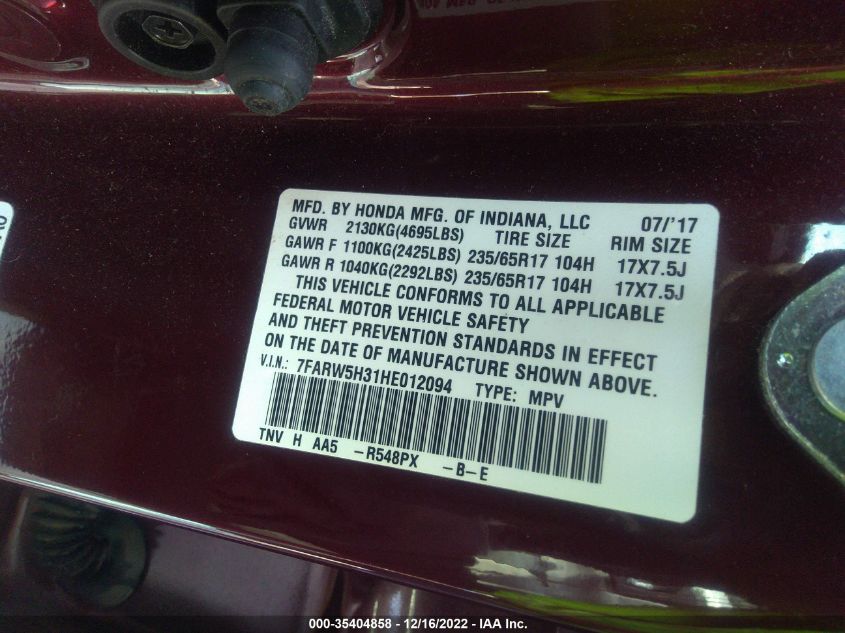 MFD. BY HONDA MFG. OF INDIANA, LLC 07/'17
GVWR 2130KG(4695LBS) TIRE SIZE RIM SIZE
GAWR F 1100KG(2425LBS) 235/65R17 104H 17X7.5J
GAWR R 1040KG(2292LBS) 235/65R17 104H 17X7.5J
THIS VEHICLE CONFORMS TO ALL APPLICABLE
FEDERAL MOTOR VEHICLE SAFETY
AND THEFT PREVENTION STANDARDS IN EFFECT
ON THE DATE OF MANUFACTURE SHOWN ABOVE.
V.I.N.: 7FARW5H31HE012094 TYPE: MPV
TNV H AA5 -R548PX -B-E
000-35404858 - 12/16/2022 - IAA Inc.